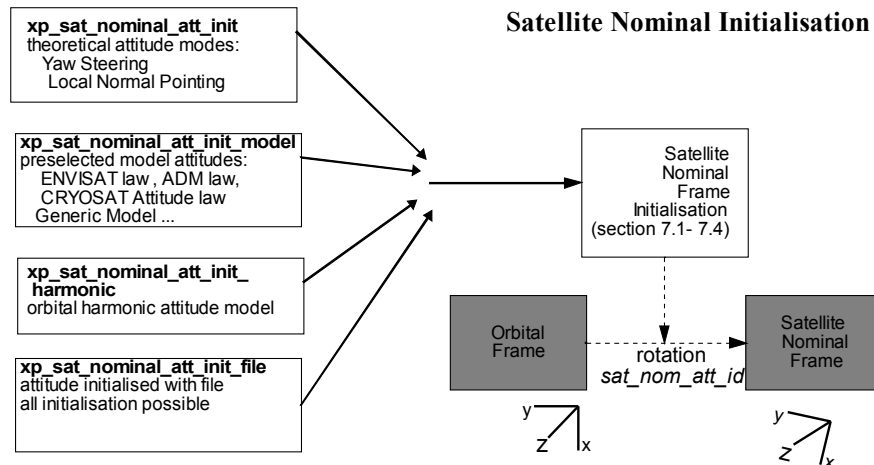 Satellite Nominal Initialisation
xp_sat_nominal_att_init
theoretical attitude modes:
Yaw Steering
Local Normal Pointing
xp_sat_nominal_att_init_model
preselected model attitudes:
ENVISAT law , ADM law,
CRYOSAT Attitude law
Generic Model ...
xp_sat_nominal_att_init_
harmonic
orbital harmonic attitude model
xp_sat_nominal_att_init_file
attitude initialised with file
all initialisation possible
Satellite
Nominal
Frame
Initialisation
(section 7.1- 7.4)
Orbital
Frame
rotation
sat_nom_att_id
Satellite
Nominal
Frame
y
z
x
y
z
x